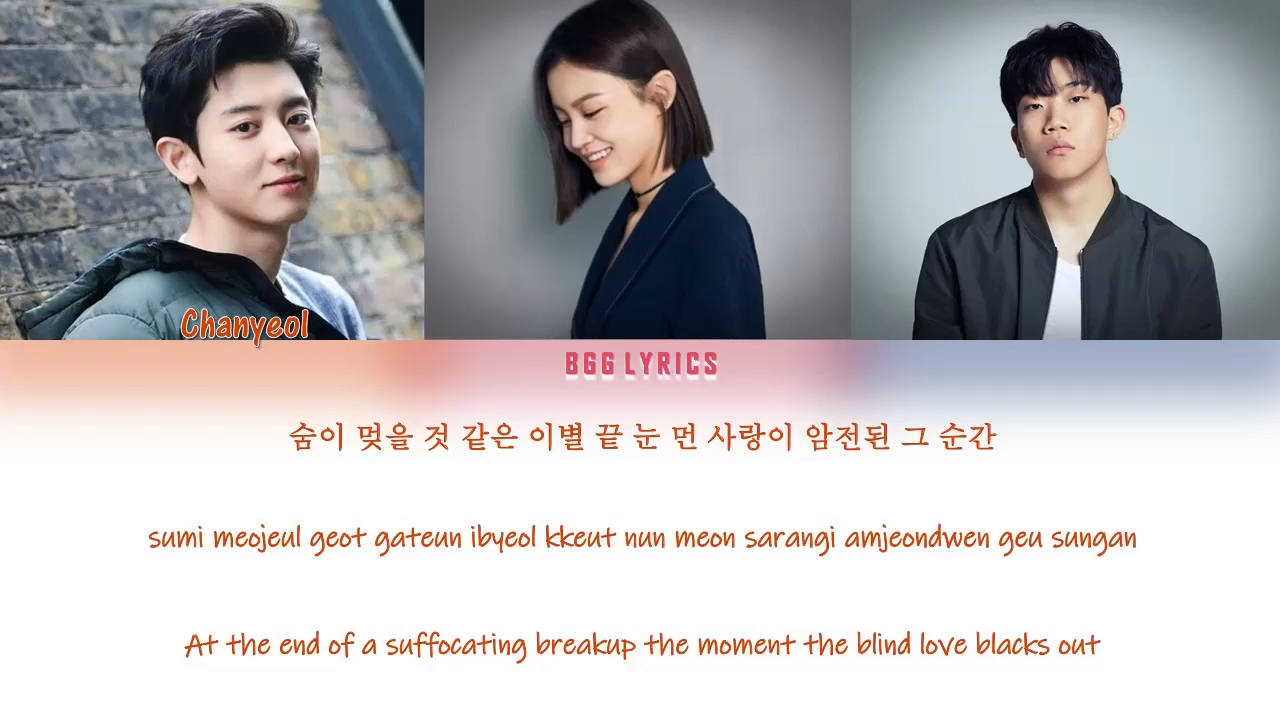 Chanyeol
BGG LYRICS
숨이 멎을 것 같은 이별 끝 눈 먼 사랑이 암전된 그 순간
sumi meojeul geot gateun ibyeol kkeut nun meon sarangi amjeondwen geu sungan
At the end of a suffocating breakup the moment the blind love blacks out